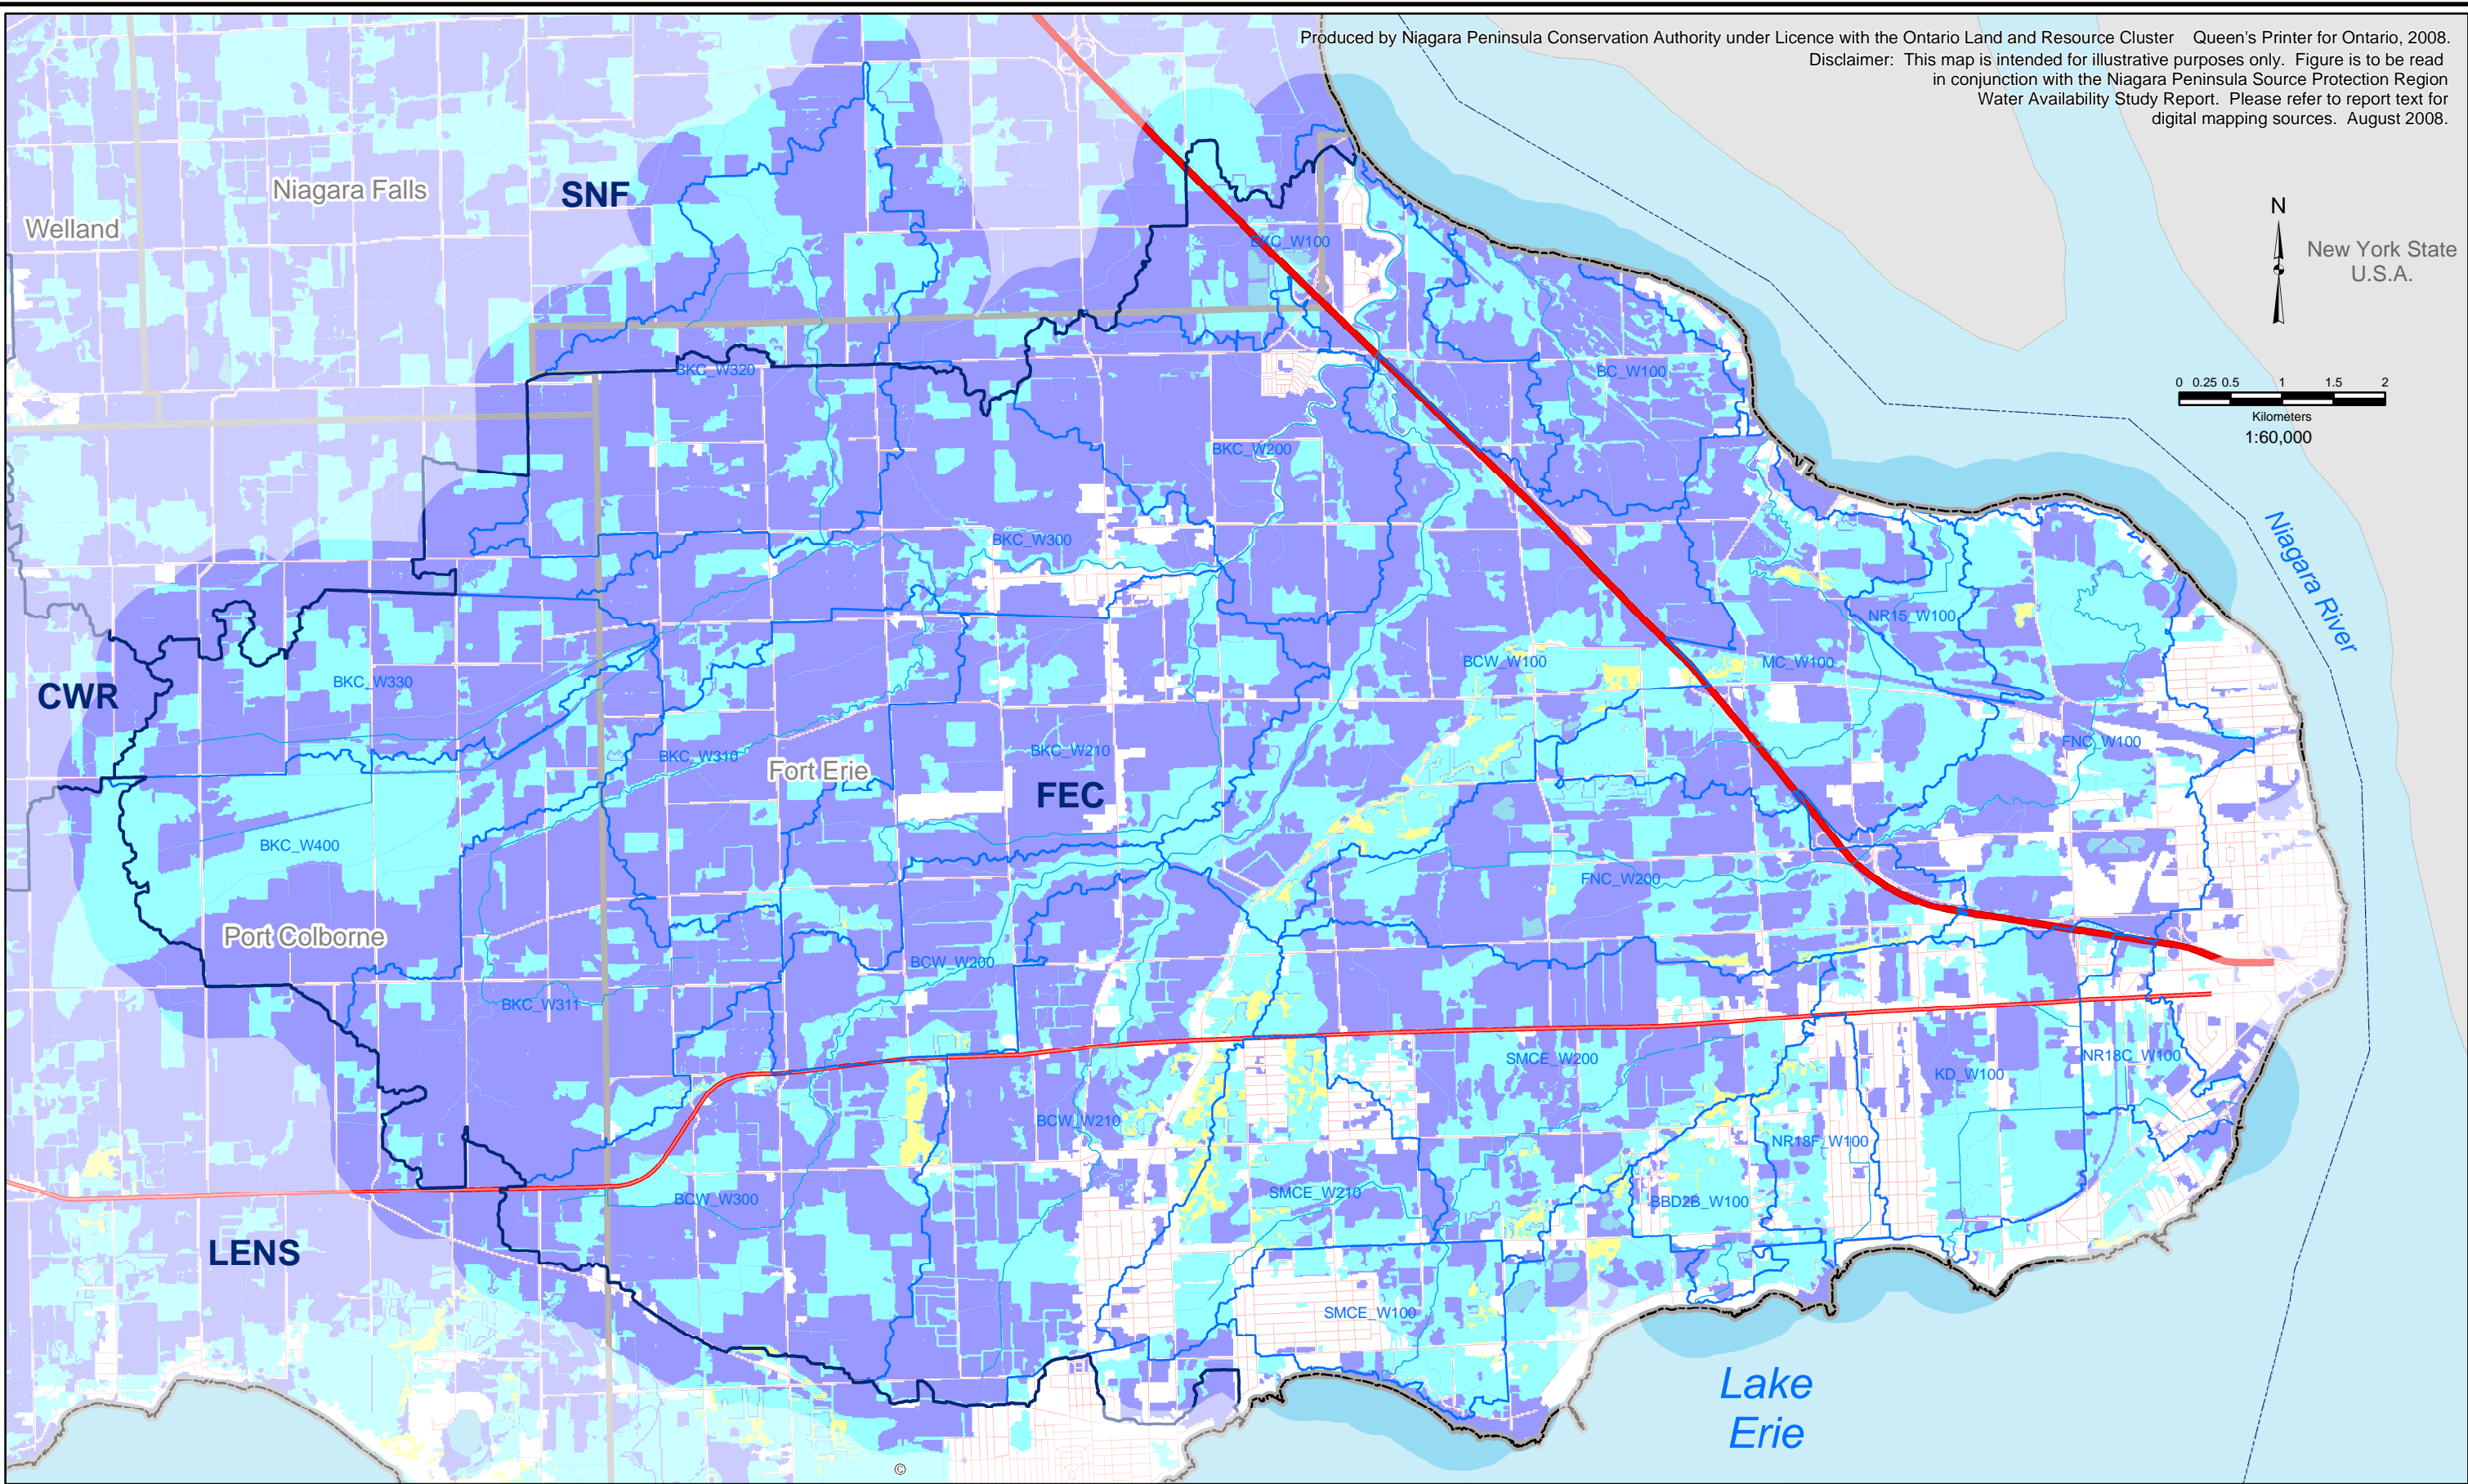 Produced by Niagara Peninsula Conservation Authority under Licence with the Ontario Land and Resource Cluster Queen's Printer for Ontario, 2008.
Disclaimer: This map is intended for illustrative purposes only. Figure is to be read
in conjunction with the Niagara Peninsula Source Protection Region
Water Availability Study Report. Please refer to report text for
digital mapping sources. August 2008.
Niagara Falls
SNF
Welland
N
New York State
U.S.A.
BKC_W100
BKC_W320
BC_W100
0 0.25 0.5 1 1.5 2
Kilometers
1:60,000
BKC_W200
BKC_W300
Niagara River
NR15_W100
BCW_W100
MC_W100
BKC_W330
CWR
BKC_W310
BKC_W210
FNC_W100
Fort Erie
FEC
BKC_W400
FNC_W200
Port Colborne
BCW_W200
BKC_W311
SMCE_W200
NR18C_W100
KD_W100
BCW_W210
NR18F_W100
SMCE_W210
BCW_W300
BBD2B_W100
LENS
SMCE_W100
Lake
Erie
©